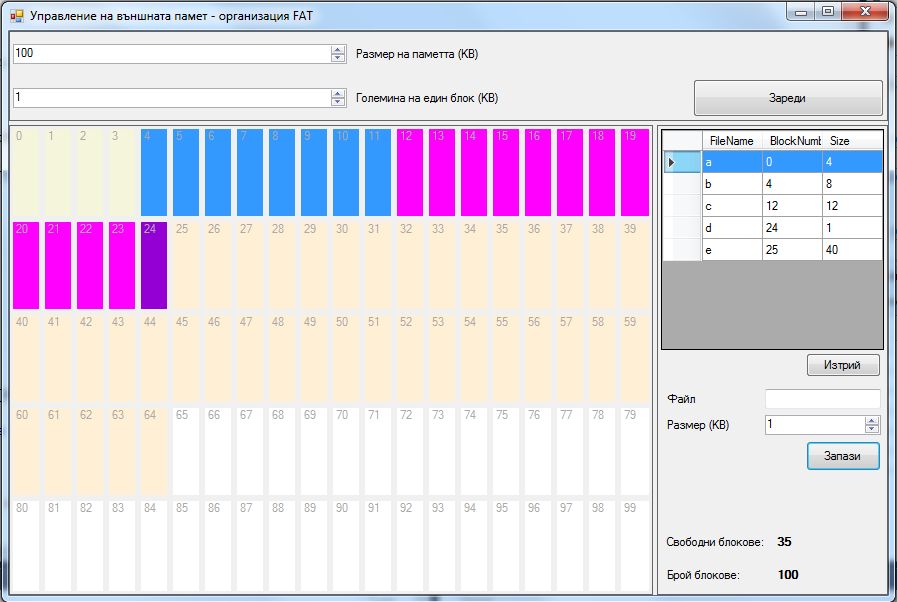 Управление на външната памет - организация FAT
100 Размер на паметта (KB)
1 Големина на един блок (KB)
Зареди
0 1 2 3 4 5 6 7 8 9 10 11 12 13 14 15 16 17 18 19
20 21 22 23 24 25 26 27 28 29 30 31 32 33 34 35 36 37 38 39
40 41 42 43 44 45 46 47 48 49 50 51 52 53 54 55 56 57 58 59
60 61 62 63 64 65 66 67 68 69 70 71 72 73 74 75 76 77 78 79
80 81 82 83 84 85 86 87 88 89 90 91 92 93 94 95 96 97 98 99
FileName BlockNumb Size
a 0 4
b 4 8
c 12 12
d 24 1
e 25 40
Изтрий
Файл
Размер (KB) 1
Запази
Свободни блокове: 35
Брой блокове: 100